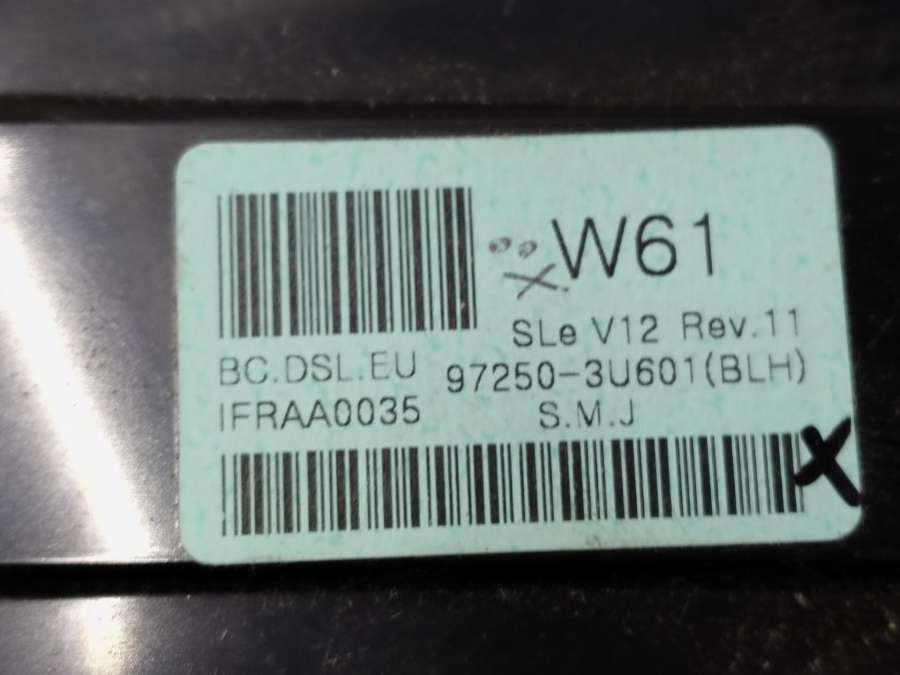 W61
SLe V12 Rev.11
BC.DSL.EU 97250-3U601(BLH)
IFRAA0035 S.M.J